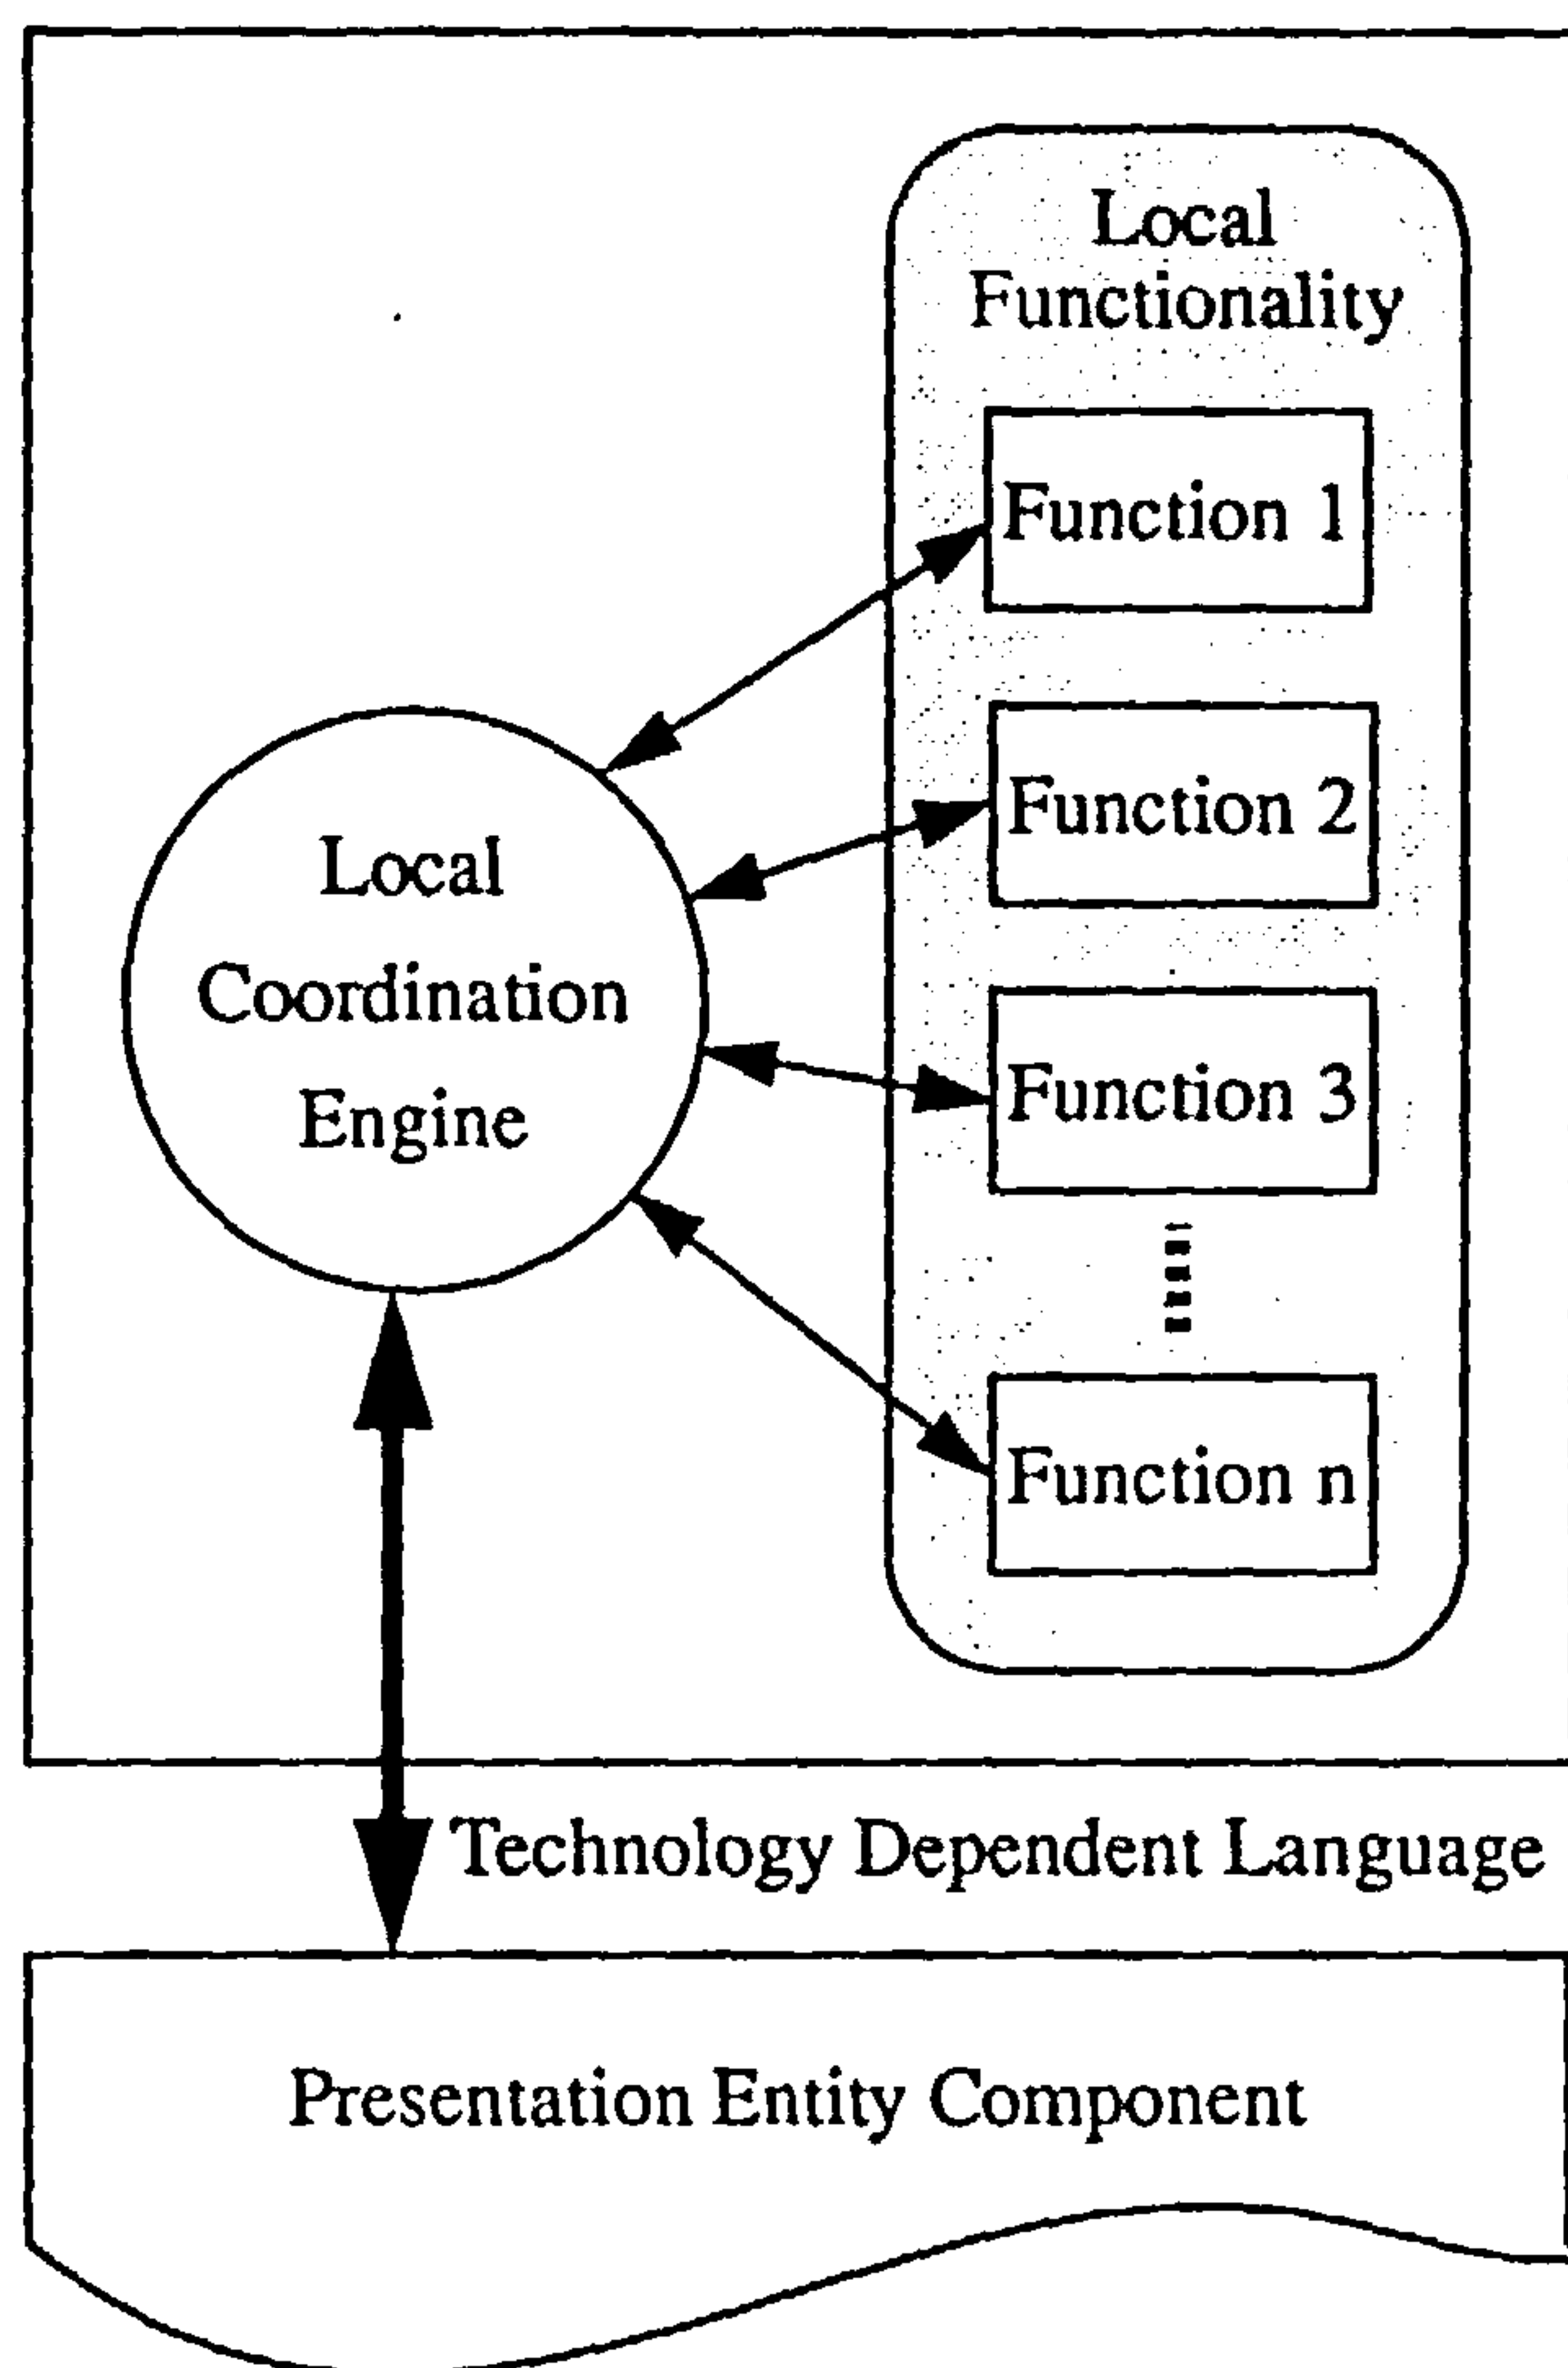 Local
Functionality
Function 1
Function 2
Function 3
Function n
Local
Coordination
Engine
Technology Dependent Language
Presentation Entity Component